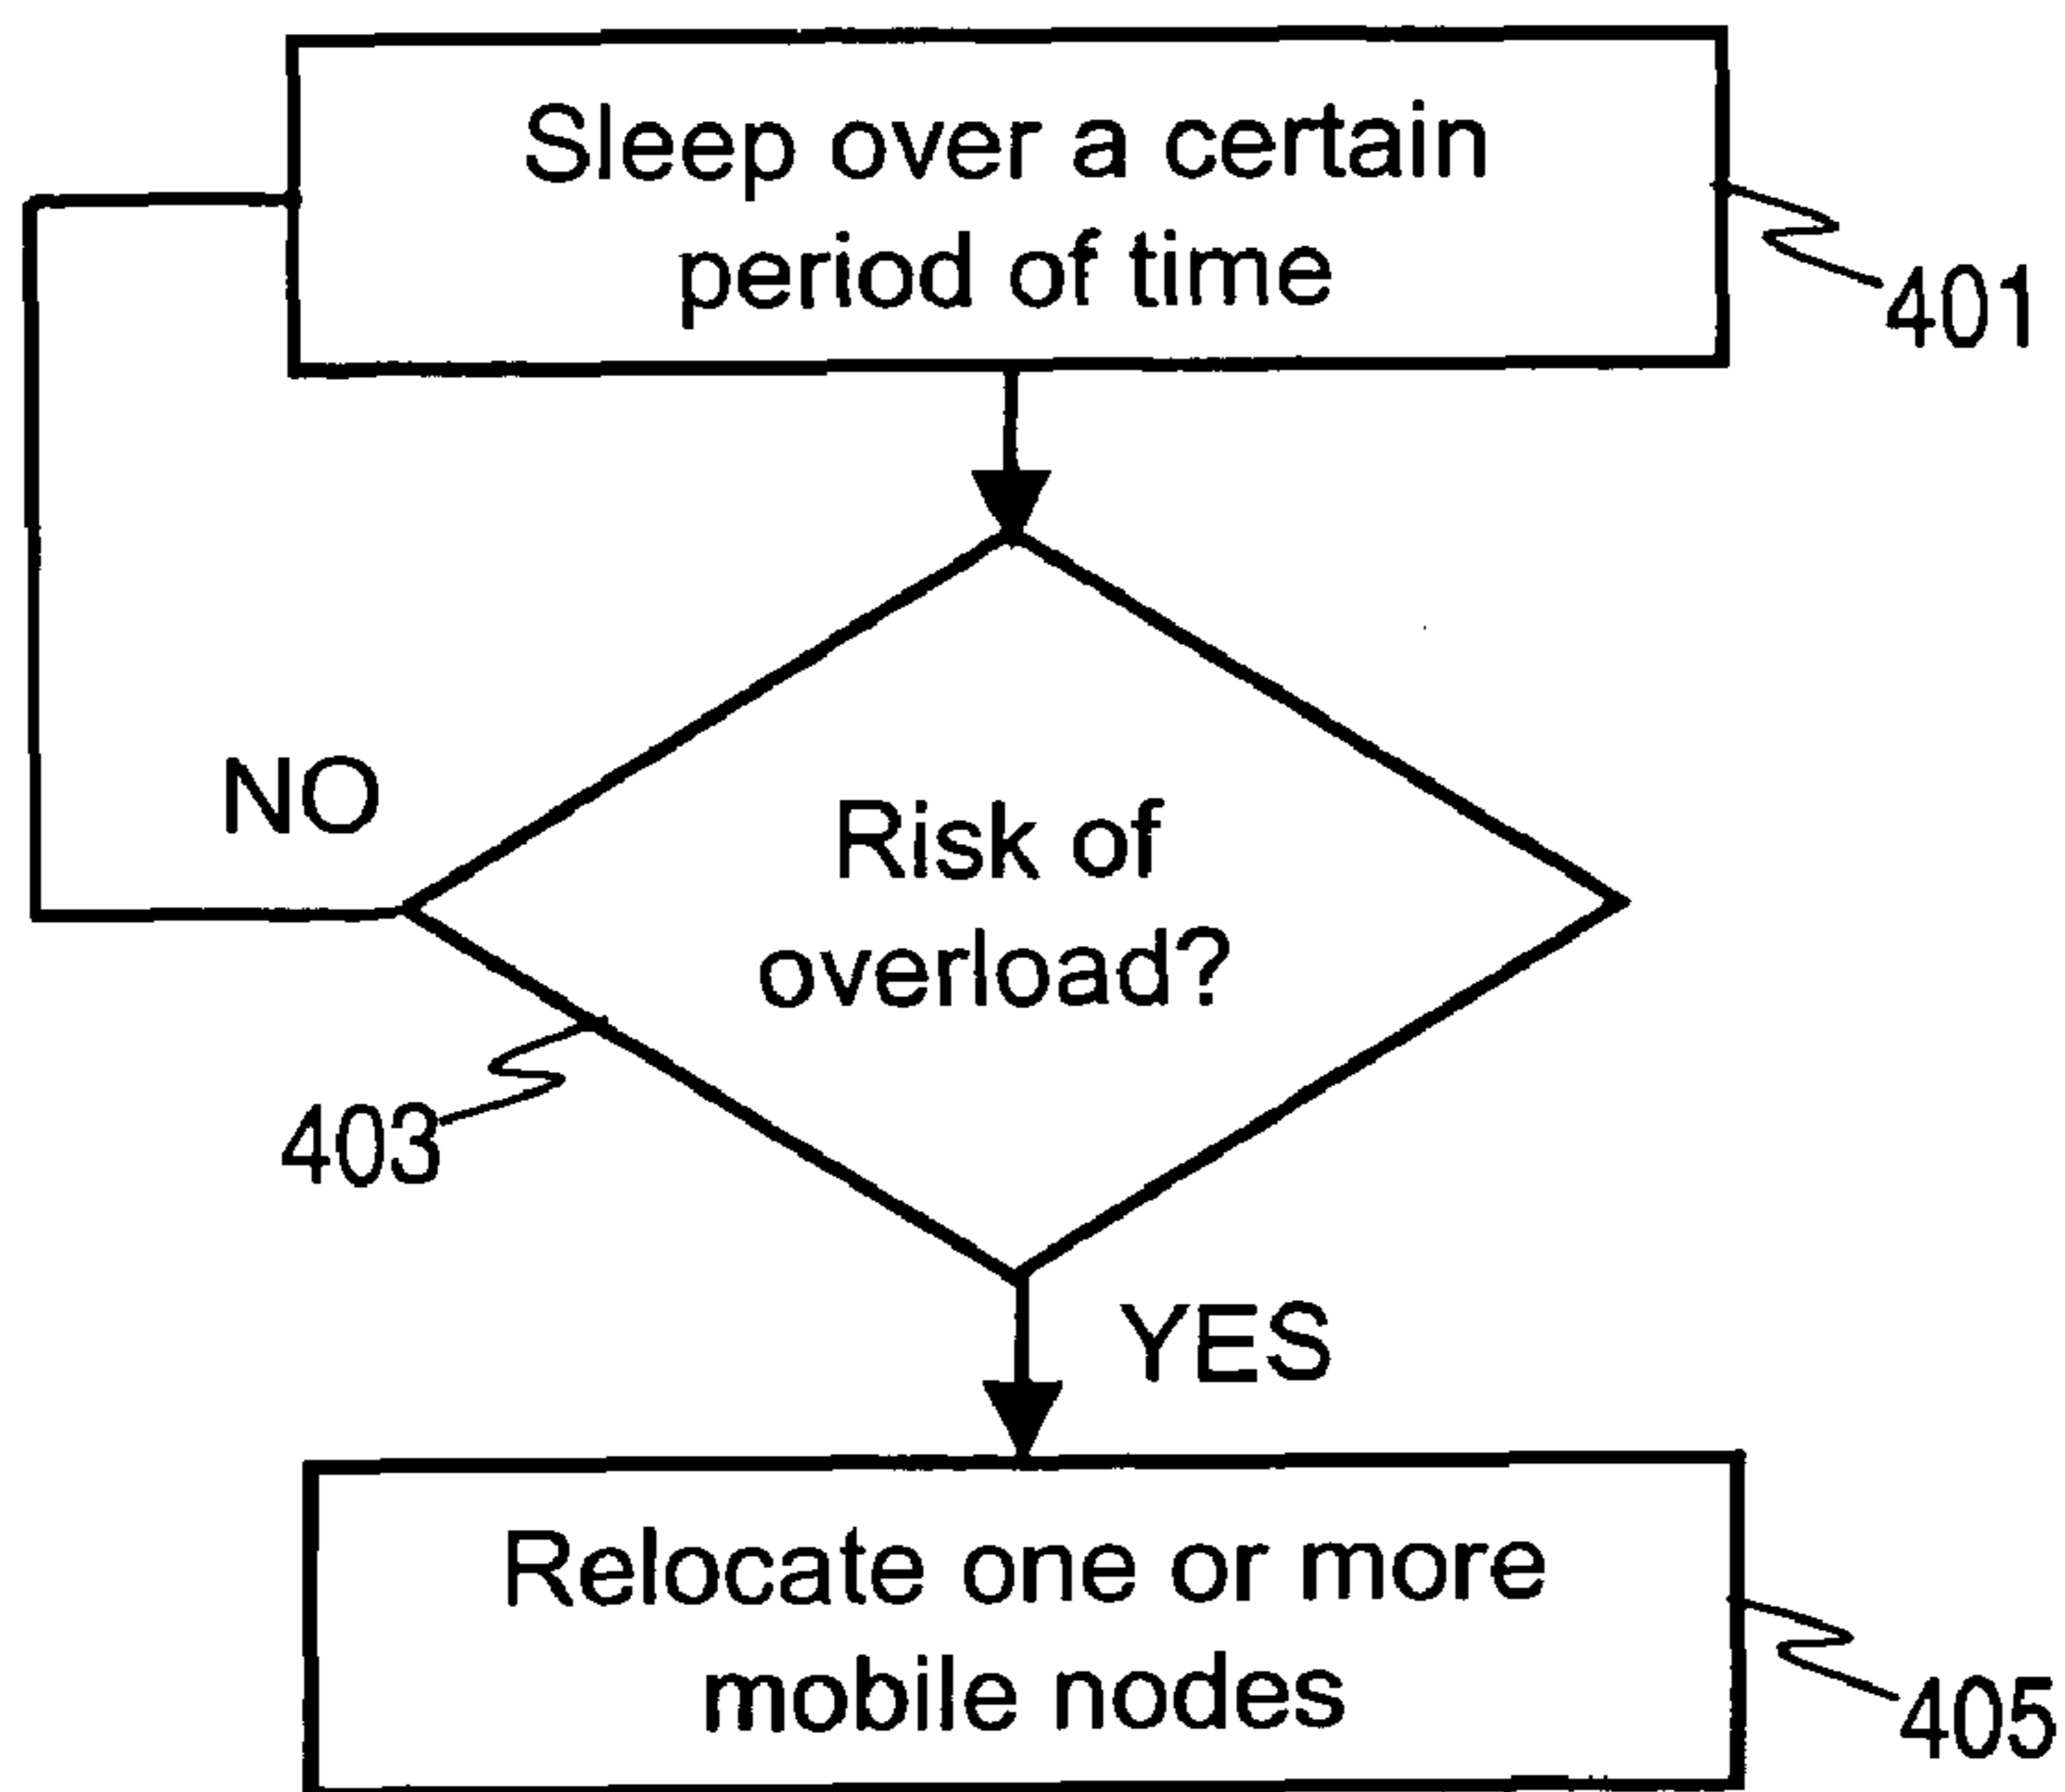 Sleep over a certain
period of time
401
NO
Risk of
overload?
403
YES
Relocate one or more
mobile nodes
405